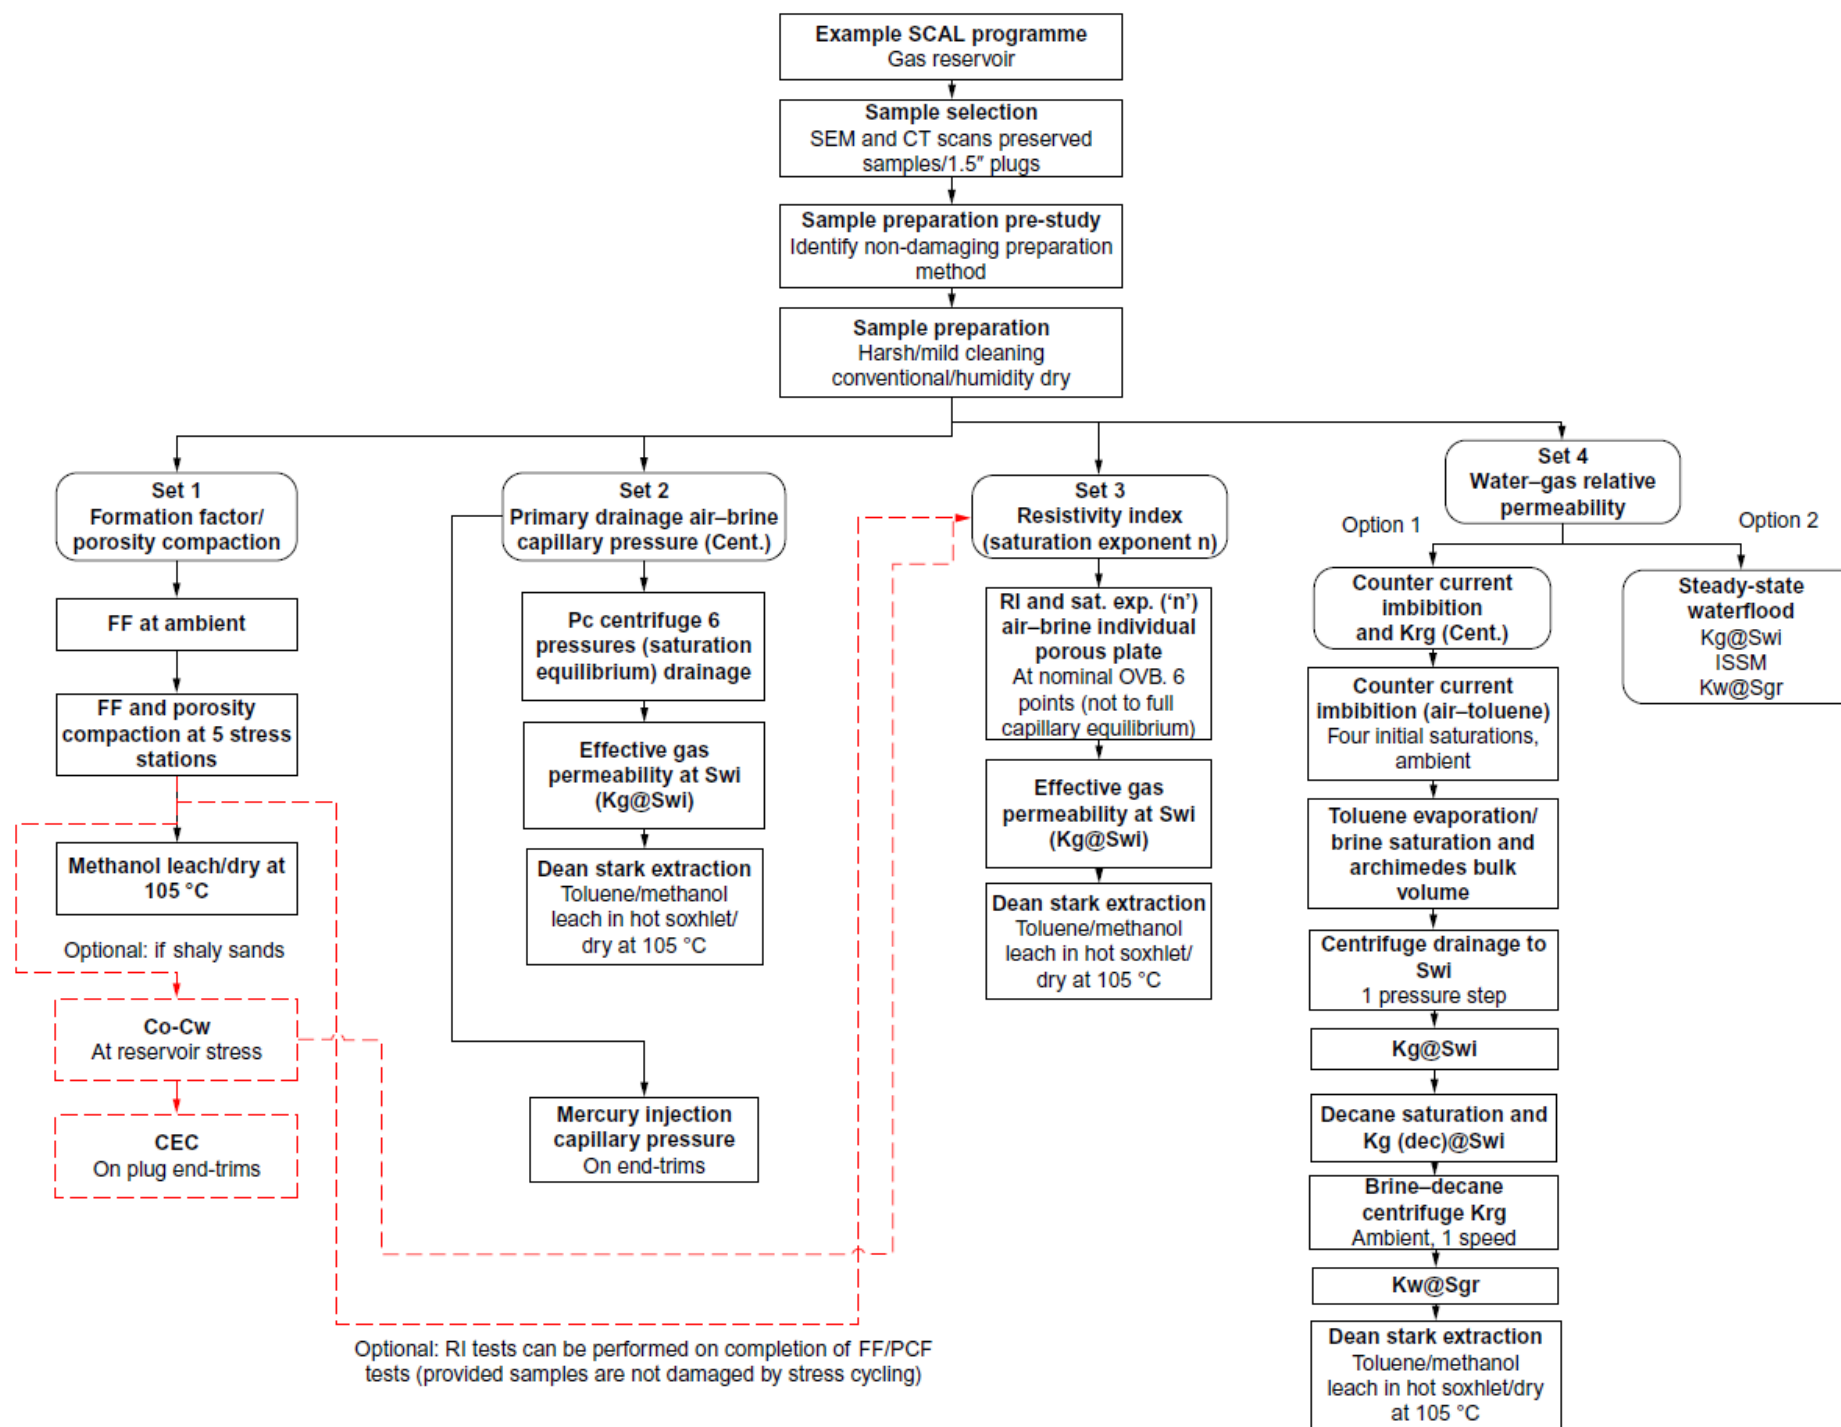 Example SCAL programme
Gas reservoir
Sample selection
SEM and CT scans preserved
samples/1.5″ plugs
Sample preparation pre-study
Identify non-damaging preparation
method
Sample preparation
Harsh/mild cleaning
conventional/humidity dry
Set 1
Formation factor/
porosity compaction
FF at ambient
FF and porosity
compaction at 5 stress
stations
Methanol leach/dry at
105 °C
Optional: if shaly sands
Co-Cw
At reservoir stress
CEC
On plug end-trims
Set 2
Primary drainage air–brine
capillary pressure (Cent.)
Pc centrifuge 6
pressures (saturation
equilibrium) drainage
Effective gas
permeability at Swi
(Kg@Swi)
Dean stark extraction
Toluene/methanol
leach in hot soxhlet/
dry at 105 °C
Mercury injection
capillary pressure
On end-trims
Set 3
Resistivity index
(saturation exponent n)
RI and sat. exp. (‘n’)
air–brine individual
porous plate
At nominal OVB. 6
points (not to full
capillary equilibrium)
Effective gas
permeability at Swi
(Kg@Swi)
Dean stark extraction
Toluene/methanol
leach in hot soxhlet/
dry at 105 °C
Optional: RI tests can be performed on completion of FF/PCF
tests (provided samples are not damaged by stress cycling)
Set 4
Water–gas relative
permeability
Option 1
Option 2
Counter current
imbibition
and Krg (Cent.)
Counter current
imbibition (air–toluene)
Four initial saturations,
ambient
Toluene evaporation/
brine saturation and
archimedes bulk
volume
Centrifuge drainage to
Swi
1 pressure step
Kg@Swi
Decane saturation and
Kg (dec)@Swi
Brine–decane
centrifuge Krg
Ambient, 1 speed
Kw@Sgr
Dean stark extraction
Toluene/methanol
leach in hot soxhlet/dry
at 105 °C
Steady-state
waterflood
Kg@Swi
ISSM
Kw@Sgr